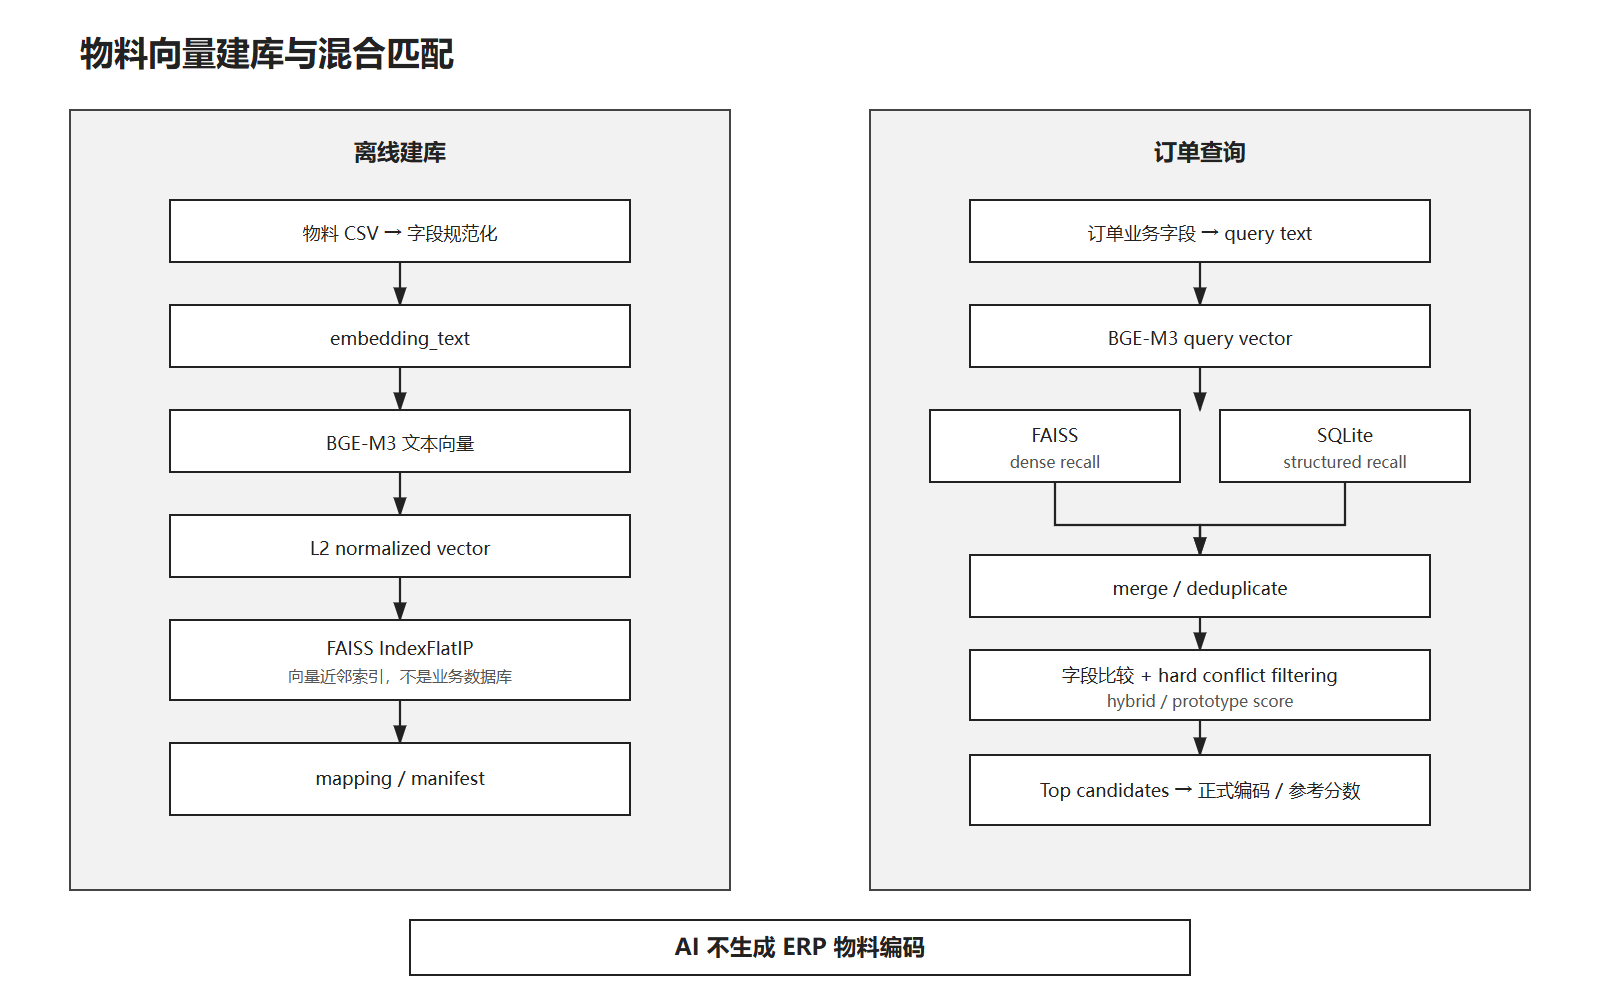 物料向量建库与混合匹配
离线建库
物料 CSV → 字段规范化
embedding_text
BGE-M3 文本向量
L2 normalized vector
FAISS IndexFlatIP
向量近邻索引，不是业务数据库
mapping / manifest
订单查询
订单业务字段 → query text
BGE-M3 query vector
FAISS
dense recall
SQLite
structured recall
merge / deduplicate
字段比较 + hard conflict filtering
hybrid / prototype score
Top candidates → 正式编码 / 参考分数
AI 不生成 ERP 物料编码